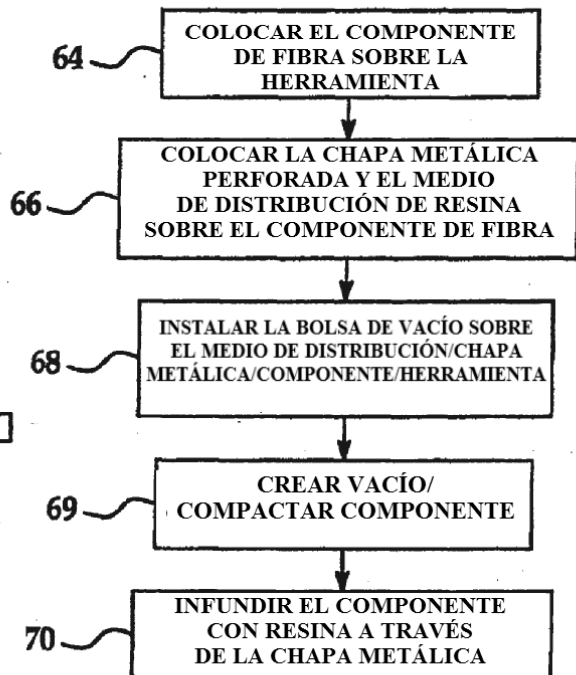 64
COLOCAR EL COMPONENTE
DE FIBRA SOBRE LA
HERRAMIENTA
66
COLOCAR LA CHAPA METÁLICA
PERFORADA Y EL MEDIO
DE DISTRIBUCIÓN DE RESINA
SOBRE EL COMPONENTE DE FIBRA
68
INSTALAR LA BOLSA DE VACÍO SOBRE
EL MEDIO DE DISTRIBUCIÓN/CHAPA
METÁLICA/COMPONENTE/HERRAMIENTA
69
CREAR VACÍO/
COMPACTAR COMPONENTE
70
INFUNDIR EL COMPONENTE
CON RESINA A TRAVÉS
DE LA CHAPA METÁLICA